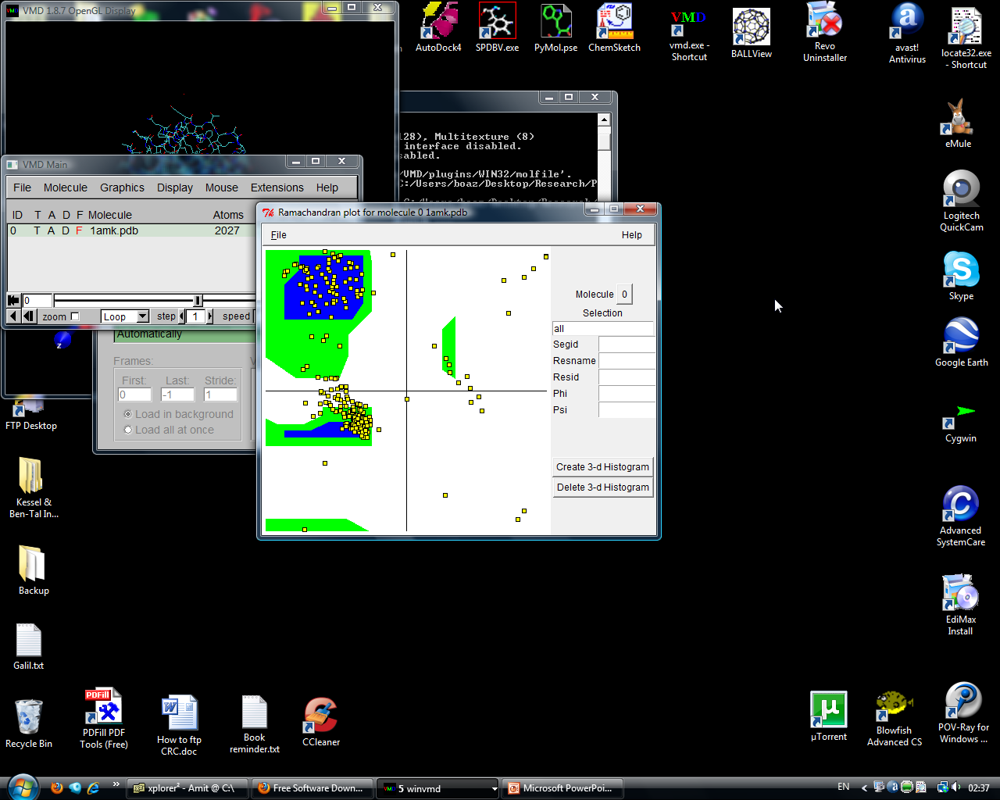 VMD 1.8.7 OpenGL Display
AutoDock4
SPDBV.exe
PyMol.pse
ChemSketch
VMD
vmd.exe -
Shortcut
BALLView
Revo
Uninstaller
avast!
Antivirus
locate32.exe
- Shortcut
128), Multitexture (8)
interface disabled.
abled.
/VMD/plugins/WIN32/molfile'.
C:/Users/boaz/Desktop/Research/P
VMD Main
File Molecule Graphics Display Mouse Extensions Help
ID T A D F Molecule Atoms
0 T A D F 1amk.pdb 2027
0
zoom Loop step 1 speed
Ramachandran plot for molecule 0 1amk.pdb
File Help
Molecule 0
Selection
all
Segid
Resname
Resid
Phi
Psi
Create 3-d Histogram
Delete 3-d Histogram
z
Automatically
Frames:
First: Last: Stride:
0 -1 1
Load in background
Load all at once
eMule
Logitech
QuickCam
Skype
Google Earth
Cygwin
Advanced
SystemCare
EdiMax
Install
FTP Desktop
Kessel &
Ben-Tal In...
Backup
Galil.txt
Recycle Bin
PDFill
PDFill PDF
Tools (Free)
How to ftp
CRC.doc
Book
reminder.txt
CCleaner
µTorrent
Blowfish
Advanced CS
POV-Ray for
Windows ...
xplorer² - Amit @ C:\
Free Software Down...
5 winvmd
Microsoft PowerPoi...
EN
02:37